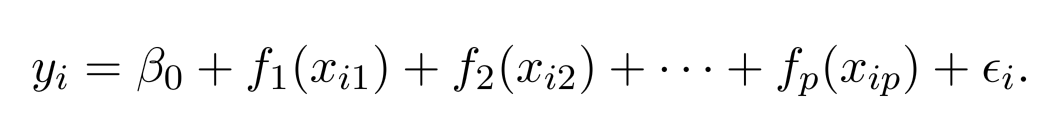 y_i = β_0 + f_1(x_{i1}) + f_2(x_{i2}) + ··· + f_p(x_{ip}) + ϵ_i.